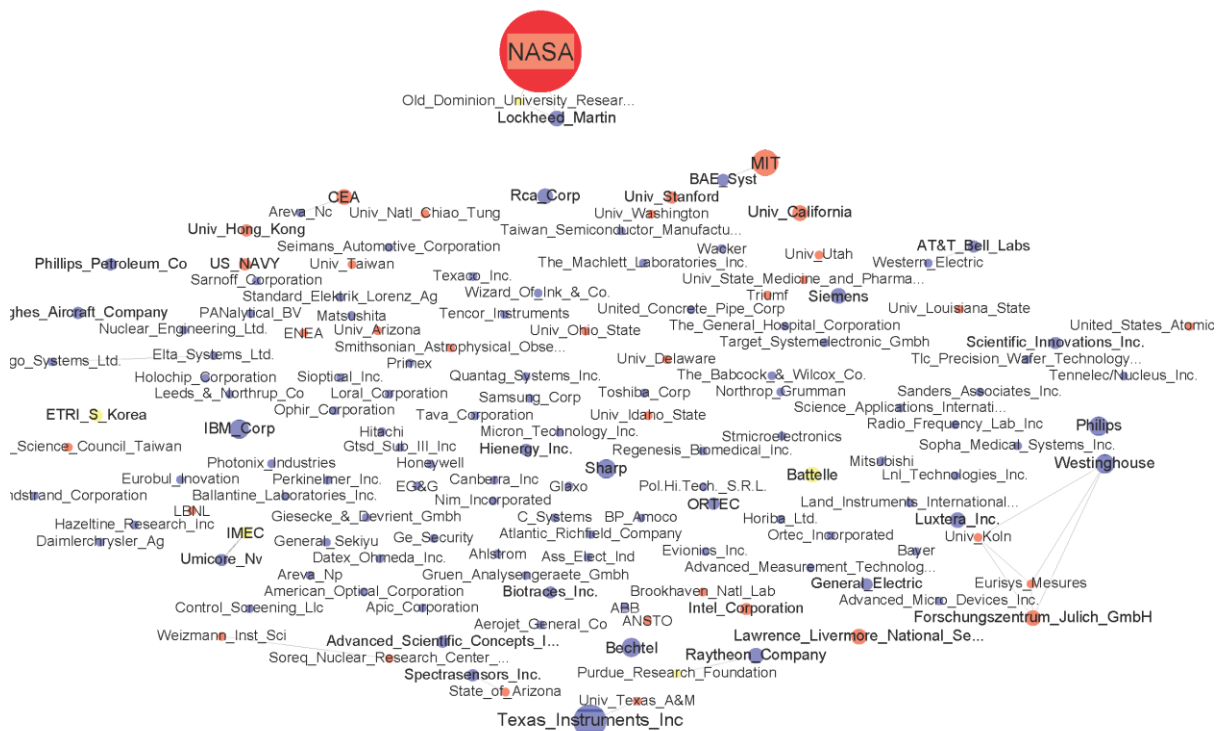 NASA
Old_Dominion_University_Resear...
Lockheed_Martin
MIT
BAE_Syst
CEA
Rca_Corp
Univ_Stanford
Areva_Nc
Univ_Natl_Chiao_Tung
Univ_Washington
Univ_California
Univ_Hong_Kong
Taiwan_Semiconductor_Manufactu...
Seimans_Automotive_Corporation
Wacker
AT&T_Bell_Labs
Univ_Utah
Phillips_Petroleum_Co
US_NAVY
Univ_Taiwan
The_Machlett_Laboratories_Inc.
Western_Electric
Sarnoff_Corporation
Texaco_Inc.
Univ_State_Medicine_and_Pharma...
Standard_Elektrik_Lorenz_Ag
Wizard_Of_Ink_&_Co.
Triumf
Siemens
ghes_Aircraft_Company
PANalytical_BV
Matsushita
Tencor_Instruments
United_Concrete_Pipe_Corp
Univ_Louisiana_State
Nuclear_Engineering_Ltd.
ENEA
Univ_Arizona
Univ_Ohio_State
The_General_Hospital_Corporation
United_States_Atomic
Smithsonian_Astrophysical_Obse...
Target_Systemelectronic_Gmbh
Scientific_Innovations_Inc.
go_Systems_Ltd.
Elta_Systems_Ltd.
Primex
Univ_Delaware
Tlc_Precision_Wafer_Technology...
Holochip_Corporation
Sioptical_Inc.
Quantag_Systems_Inc.
The_Babcock_&_Wilcox_Co.
Tennelec/Nucleus_Inc.
Leeds_&_Northrup_Co
Loral_Corporation
Samsung_Corp
Toshiba_Corp
Northrop_Grumman
Sanders_Associates_Inc.
ETRI_S_Korea
Ophir_Corporation
Tava_Corporation
Univ_Idaho_State
Science_Applications_Internati...
IBM_Corp
Hitachi
Micron_Technology_Inc.
Stmicroelectronics
Radio_Frequency_Lab_Inc
Philips
_Science_Council_Taiwan
Gtsd_Sub_III_Inc
Hienergy_Inc.
Regenesis_Biomedical_Inc.
Sopha_Medical_Systems_Inc.
Photonix_Industries
Honeywell
Sharp
Mitsubishi
Westinghouse
Eurobul_Inovation
Perkinelmer_Inc.
Canberra_Inc
Battelle
Lnl_Technologies_Inc.
ndstrand_Corporation
Ballantine_Laboratories_Inc.
EG&G
Glaxo
Pol.Hi.Tech._S.R.L.
Nim_Incorporated
ORTEC
Land_Instruments_International...
LBNL
Giesecke_&_Devrient_Gmbh
C_Systems
BP_Amoco
Horiba_Ltd.
Luxtera_Inc.
Hazeltine_Research_Inc
IMEC
Ge_Security
Atlantic_Richfield_Company
Ortec_Incorporated
Univ_Koln
Daimlerchrysler_Ag
General_Sekiyu
Umicore_Nv
Datex_Ohmeda_Inc.
Ahlstrom
Ass_Elect_Ind
Evionics_Inc.
Bayer
Areva_Np
Gruen_Analysengeraete_Gmbh
Advanced_Measurement_Technolog...
American_Optical_Corporation
Biotraces_Inc.
Brookhaven_Natl_Lab
General_Electric
Eurisys_Mesures
Control_Screening_Llc
Apic_Corporation
ABB
Intel_Corporation
Advanced_Micro_Devices_Inc.
Aerojet_General_Co
ANSTO
Forschungszentrum_Julich_GmbH
Weizmann_Inst_Sci
Advanced_Scientific_Concepts_I...
Bechtel
Lawrence_Livermore_National_Se...
Soreq_Nuclear_Research_Center_...
Raytheon_Company
Spectrasensors_Inc.
Purdue_Research_Foundation
State_of_Arizona
Univ_Texas_A&M
Texas_Instruments_Inc